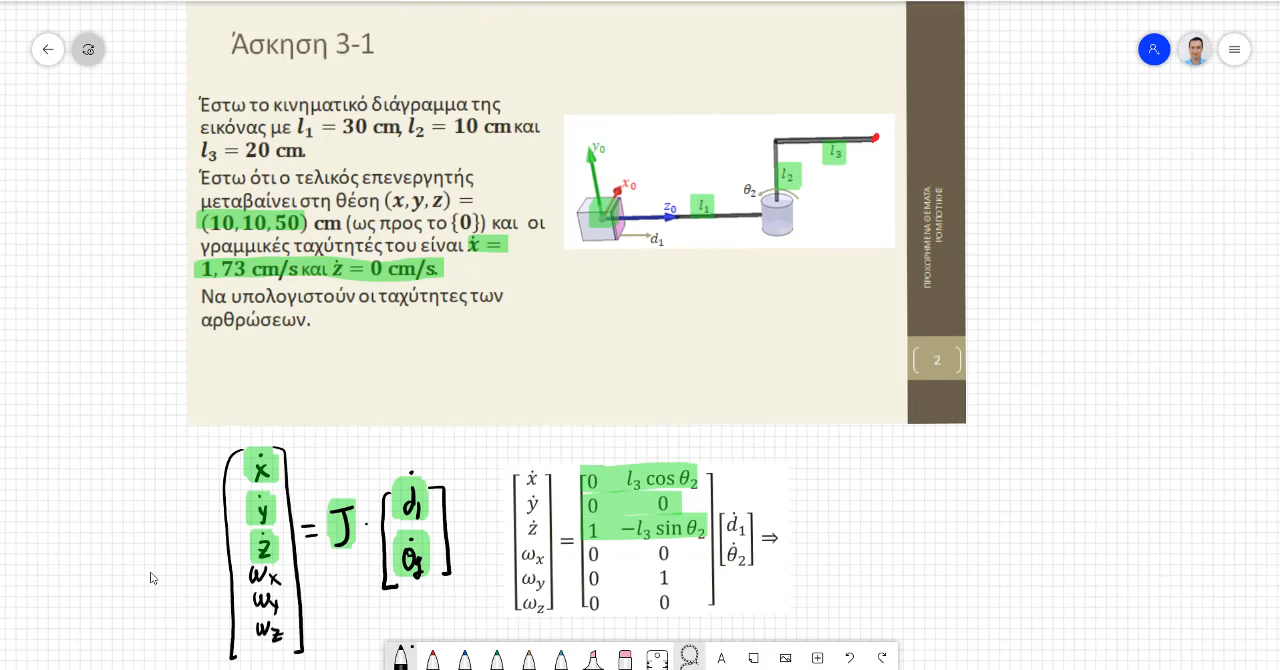 Άσκηση 3-1
Έστω το κινηματικό διάγραμμα της
εικόνας με l₁ = 30 cm, l₂ = 10 cm και
l₃ = 20 cm.
Έστω ότι ο τελικός επενεργητής
μεταβαίνει στη θέση (x, y, z) =
(10, 10, 50) cm (ως προς το {0}) και οι
γραμμικές ταχύτητές του είναι ẋ =
1,73 cm/s και ż = 0 cm/s.
Να υπολογιστούν οι ταχύτητες των
αρθρώσεων.
y₀
x₀
z₀
l₁
d₁
θ₂
l₂
l₃
ΠΡΟΧΩΡΗΜΕΝΑ ΘΕΜΑΤΑ
ΡΟΜΠΟΤΙΚΗΣ
2
ẋ
ẏ
ż
ωx
ωy
ωz
= J ·
ḋ₁
θ̇₂
ẋ 0 l₃ cos θ₂
ẏ 0 0
ż 1 −l₃ sin θ₂ ḋ₁
ωx = 0 0 θ̇₂ ⇒
ωy 0 1
ωz 0 0
A